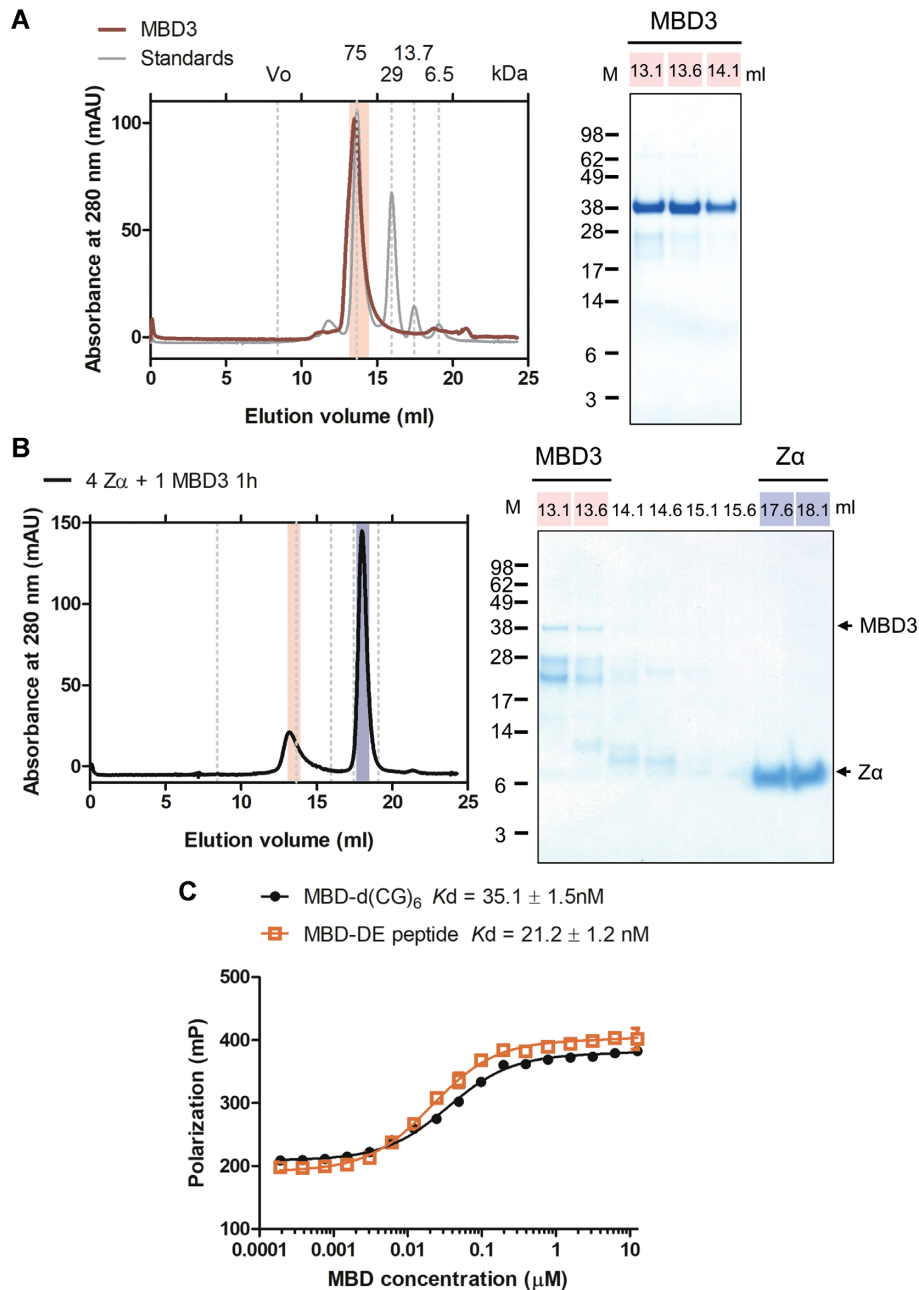 A
MBD3
Standards
Vo
75
13.7
29
6.5
kDa
100
50
0
Absorbance at 280 nm (mAU)
0 5 10 15 20 25
Elution volume (ml)
MBD3
M 13.1 13.6 14.1 ml
98
62
49
38
28
17
14
6
3
B
4 Zα + 1 MBD3 1h
150
100
50
0
Absorbance at 280 nm (mAU)
0 5 10 15 20 25
Elution volume (ml)
MBD3 Zα
M 13.1 13.6 14.1 14.6 15.1 15.6 17.6 18.1 ml
98
62
49
38
28
17
14
6
3
MBD3
Zα
C
MBD-d(CG)₆ Kd = 35.1 ± 1.5nM
MBD-DE peptide Kd = 21.2 ± 1.2 nM
500
400
300
200
100
Polarization (mP)
0.0001 0.001 0.01 0.1 1 10
MBD concentration (μM)